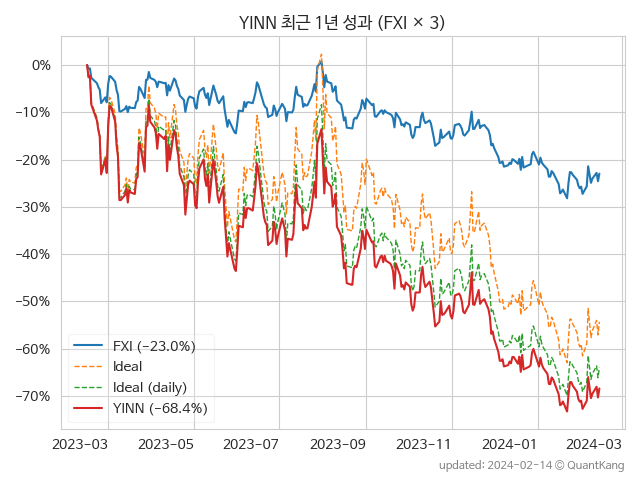 YINN 최근 1년 성과 (FXI × 3)
0%
−10%
−20%
−30%
−40%
−50%
−60%
−70%
FXI (−23.0%)
Ideal
Ideal (daily)
YINN (−68.4%)
2023-03 2023-05 2023-07 2023-09 2023-11 2024-01 2024-03
updated: 2024-02-14 © QuantKang